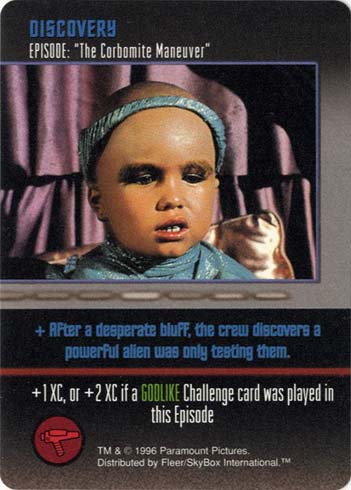 DISCOVERY
EPISODE: "The Corbomite Maneuver"
+ After a desperate bluff, the crew discovers a
powerful alien was only testing them.
+1 XC, or +2 XC if a GODLIKE Challenge card was played in
this Episode
TM & © 1996 Paramount Pictures.
Distributed by Fleer/SkyBox International.™